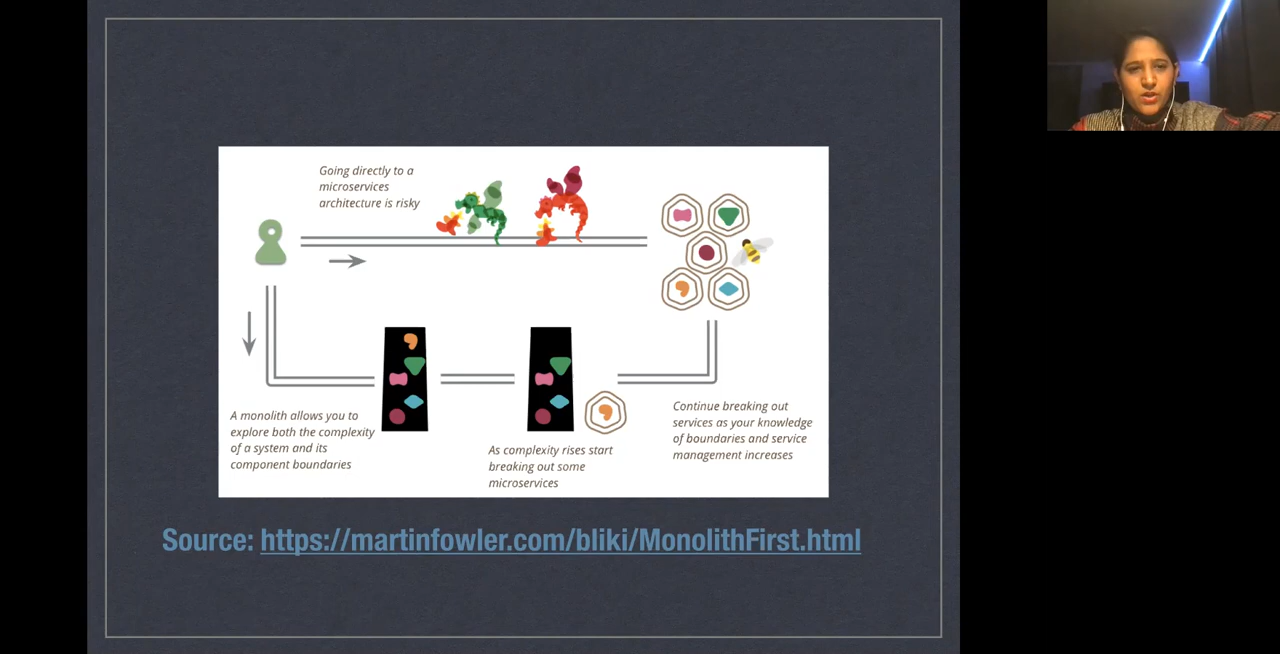 Going directly to a
microservices
architecture is risky
A monolith allows you to
explore both the complexity
of a system and its
component boundaries
As complexity rises start
breaking out some
microservices
Continue breaking out
services as your knowledge
of boundaries and service
management increases
Source: https://martinfowler.com/bliki/MonolithFirst.html